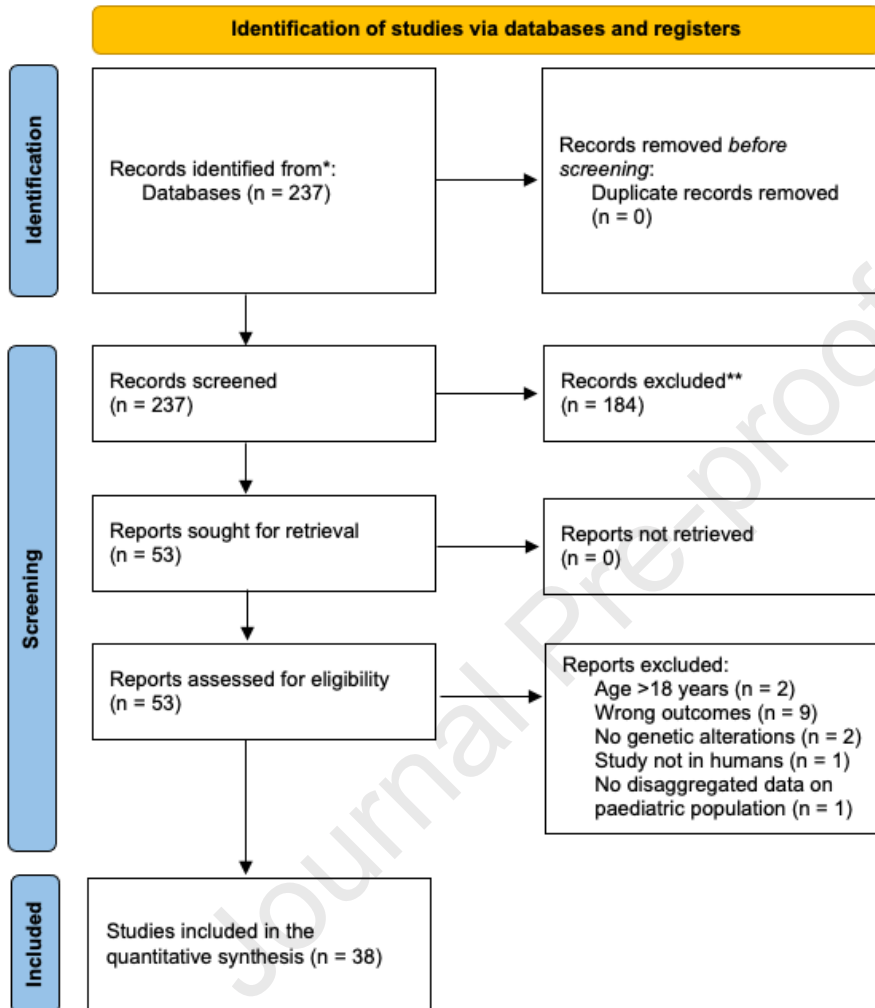 Identification of studies via databases and registers
Identification
Records identified from*:
Databases (n = 237)
Records removed before
screening:
Duplicate records removed
(n = 0)
Screening
Records screened
(n = 237)
Records excluded**
(n = 184)
Reports sought for retrieval
(n = 53)
Reports not retrieved
(n = 0)
Reports assessed for eligibility
(n = 53)
Reports excluded:
Age >18 years (n = 2)
Wrong outcomes (n = 9)
No genetic alterations (n = 2)
Study not in humans (n = 1)
No disaggregated data on
paediatric population (n = 1)
Included
Studies included in the
quantitative synthesis (n = 38)
Journal Pre-proof